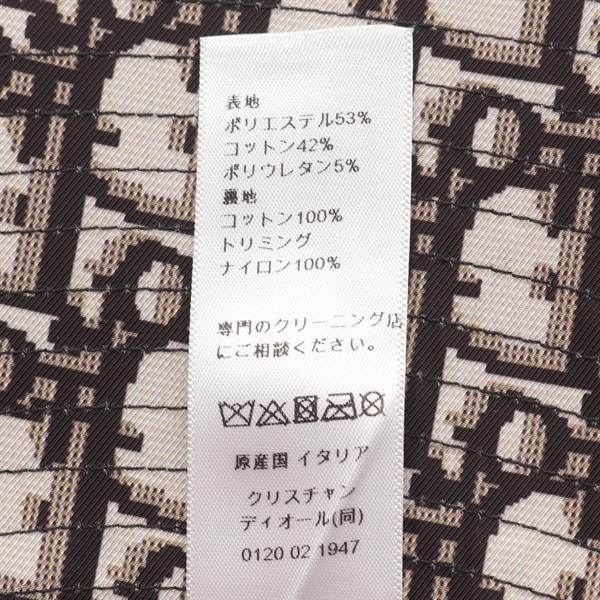 表地
ポリエステル53%
コットン42%
ポリウレタン5%
裏地
コットン100%
トリミング
ナイロン100%
専門のクリーニング店
にご相談ください。
原産国 イタリア
クリスチャン
ディオール(同)
0120 02 1947